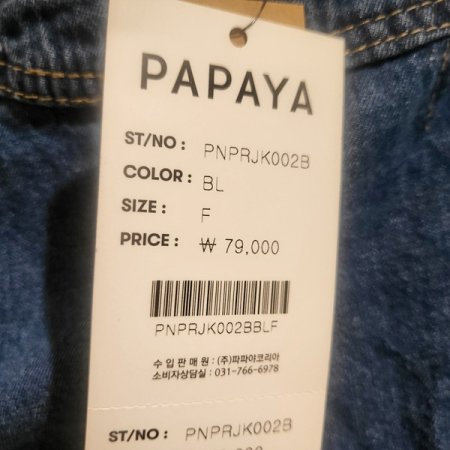 PAPAYA
ST/NO : PNPRJK002B
COLOR : BL
SIZE : F
PRICE : ₩ 79,000
PNPRJK002BBLF
수 입 판 매 원 : (주)파파야코리아
소비자상담실 : 031-766-6978
ST/NO : PNPRJK002B